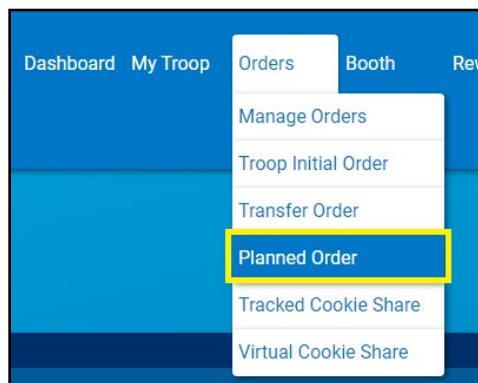 Dashboard My Troop Orders Booth
Manage Orders
Troop Initial Order
Transfer Order
Planned Order
Tracked Cookie Share
Virtual Cookie Share